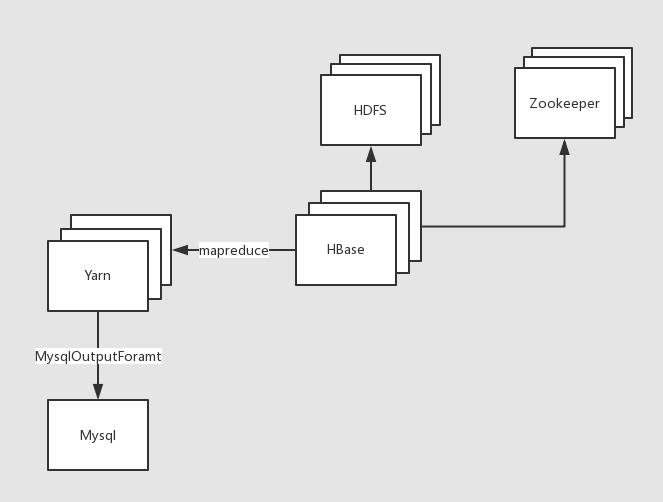 HDFS
Zookeeper
mapreduce
HBase
Yarn
MysqlOutputForamt
Mysql